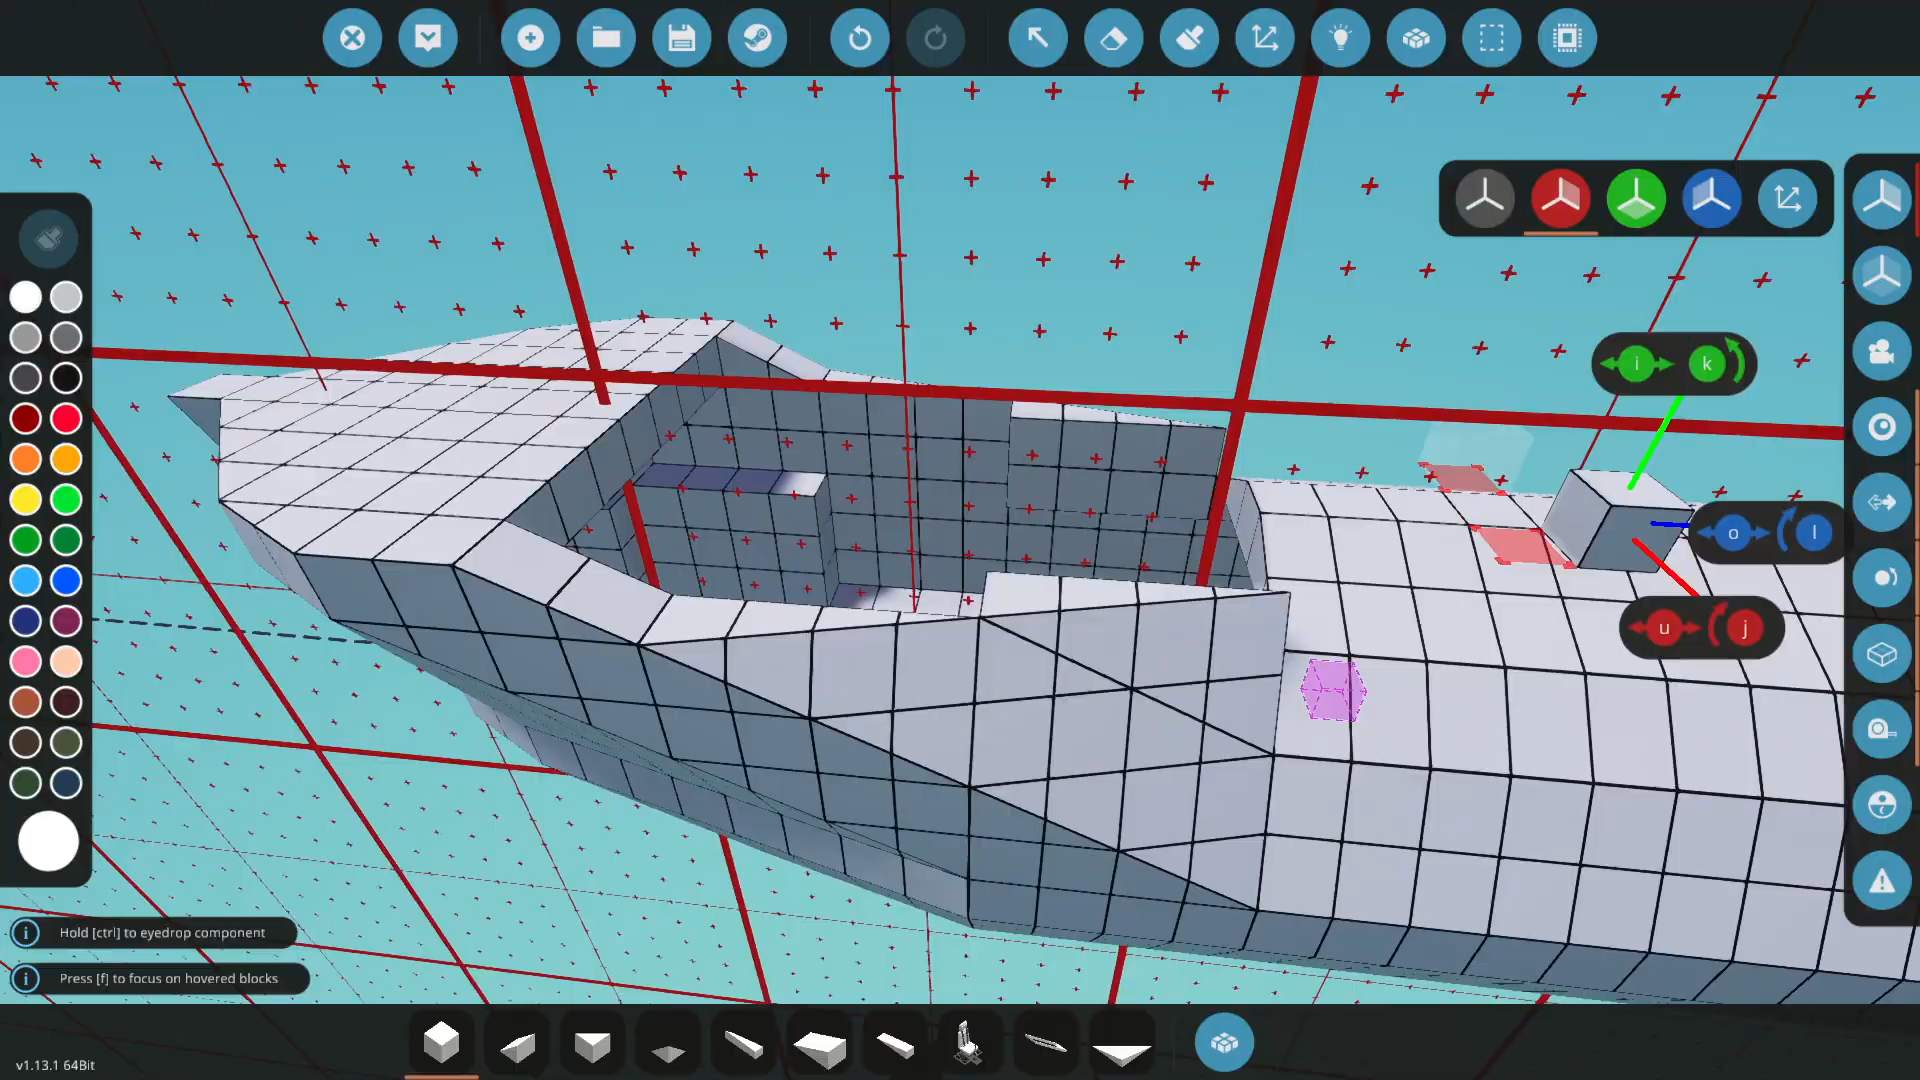 i k
o l
u j
Hold [ctrl] to eyedrop component
Press [f] to focus on hovered blocks
v1.13.1 64Bit